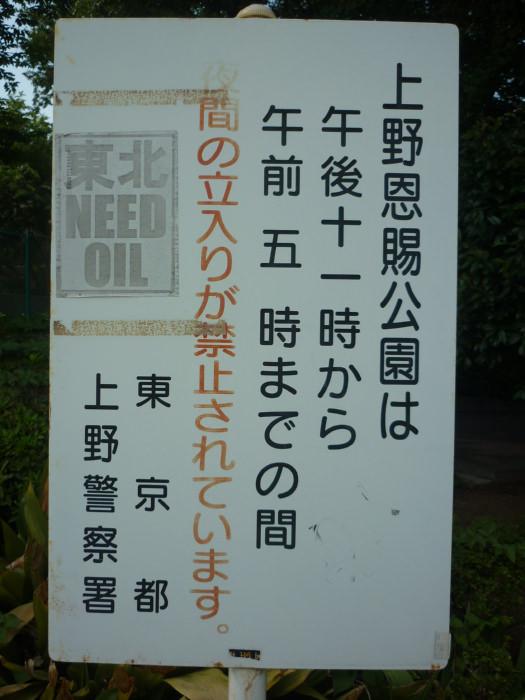 上野恩賜公園は
午後十一時から
午前 五 時までの間
夜間の立入りが禁止されています。
東京都
上野警察署
東北
NEED
OIL